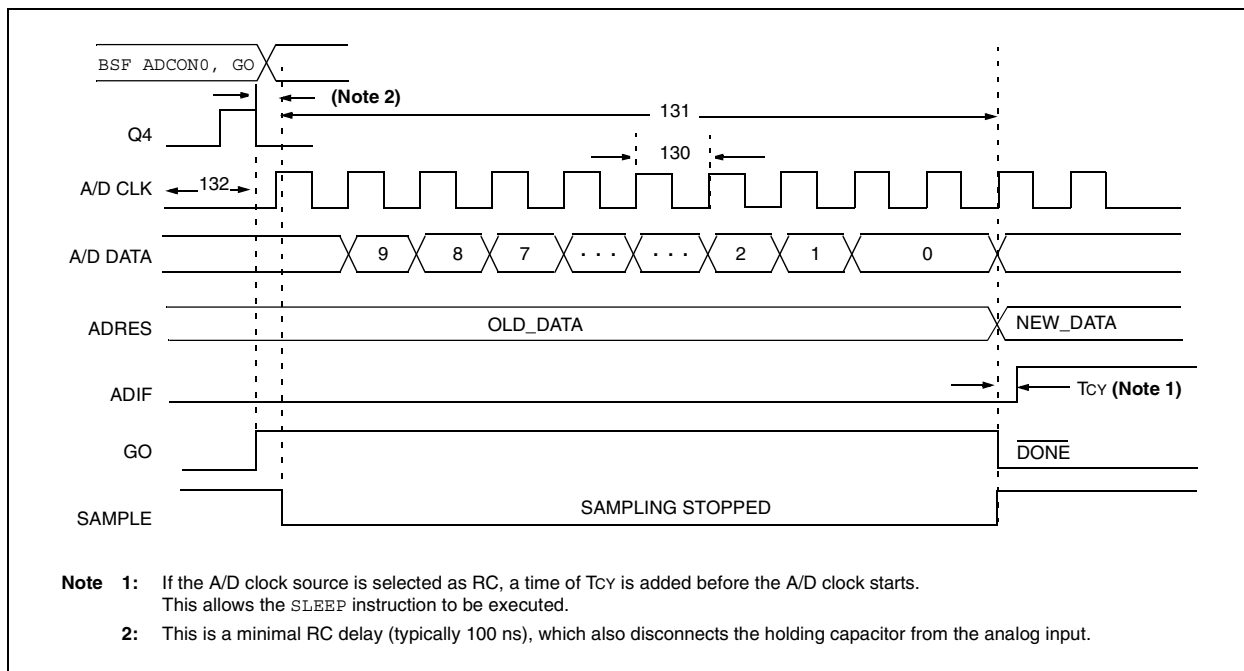 BSF ADCON0, GO
(Note 2)
131
Q4
130
A/D CLK
132
A/D DATA
9 8 7 · · · · · · 2 1 0
ADRES
OLD_DATA
NEW_DATA
ADIF
TCY (Note 1)
GO
DONE
SAMPLE
SAMPLING STOPPED
Note 1: If the A/D clock source is selected as RC, a time of TCY is added before the A/D clock starts.
This allows the SLEEP instruction to be executed.
2: This is a minimal RC delay (typically 100 ns), which also disconnects the holding capacitor from the analog input.